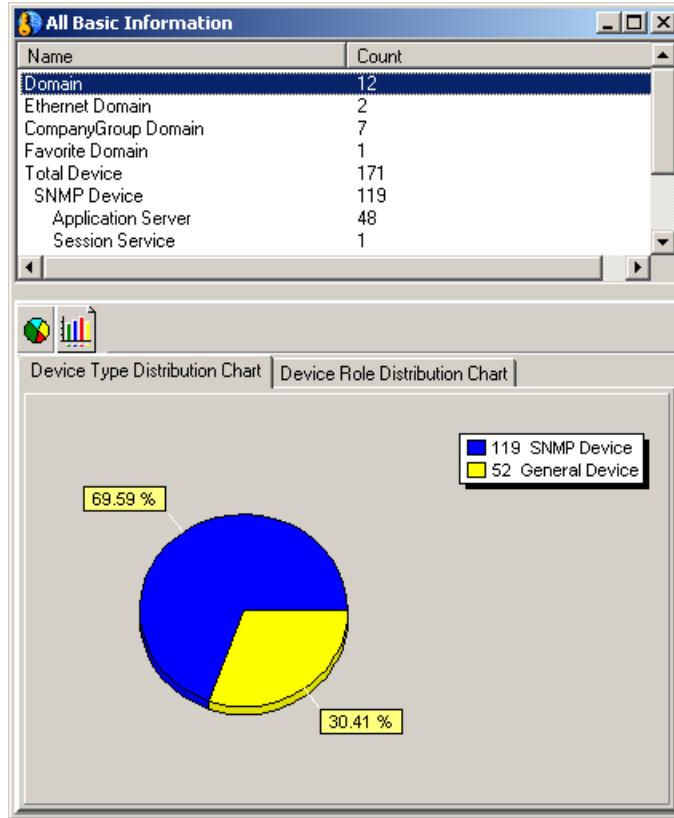 All Basic Information
Name Count
Domain 12
Ethernet Domain 2
CompanyGroup Domain 7
Favorite Domain 1
Total Device 171
SNMP Device 119
Application Server 48
Session Service 1
Device Type Distribution Chart Device Role Distribution Chart
119 SNMP Device
52 General Device
69.59 %
30.41 %